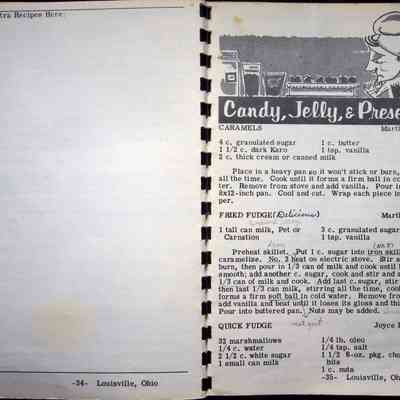 tra Recipes Here:
-34- Louisville, Ohio
Candy, Jelly, & Prese
CARAMELS Marth
4 c. granulated sugar 1 c. butter
1 1/2 c. dark Karo 1 tsp. vanilla
2 c. thick cream or canned milk
Place in a heavy pan so it won't stick or burn,
all the time. Cook until it forms a firm ball in co
ter. Remove from stove and add vanilla. Pour in
8x12-inch pan. Cool and cut. Wrap each piece in
per.
FRIED FUDGE (Delicious) Marth
1 tall can milk, Pet or 3 c. granulated sugar
Carnation 1 tsp. vanilla
Preheat skillet. Put 1 c. sugar into iron skill
caramelize. No. 2 heat on electric stove. Stir a
burn, then pour in 1/3 can of milk and cook until
smooth; add another c. sugar, cook and stir and a
1/3 can of milk and cook. Add last c. sugar, stir
then last 1/3 can milk, stirring all the time, cook
forms a firm soft ball in cold water. Remove from
add vanilla and beat until it loses its gloss and thi
Pour into buttered pan. Nuts may be added.
QUICK FUDGE Joyce
32 marshmallows 1/4 lb. oleo
1/4 c. water 1/4 tsp. salt
2 1/2 c. white sugar 1 1/2 6-oz. pkg. cho
1 small can milk bits
1 c. nuts
-35- Louisville, Ohio